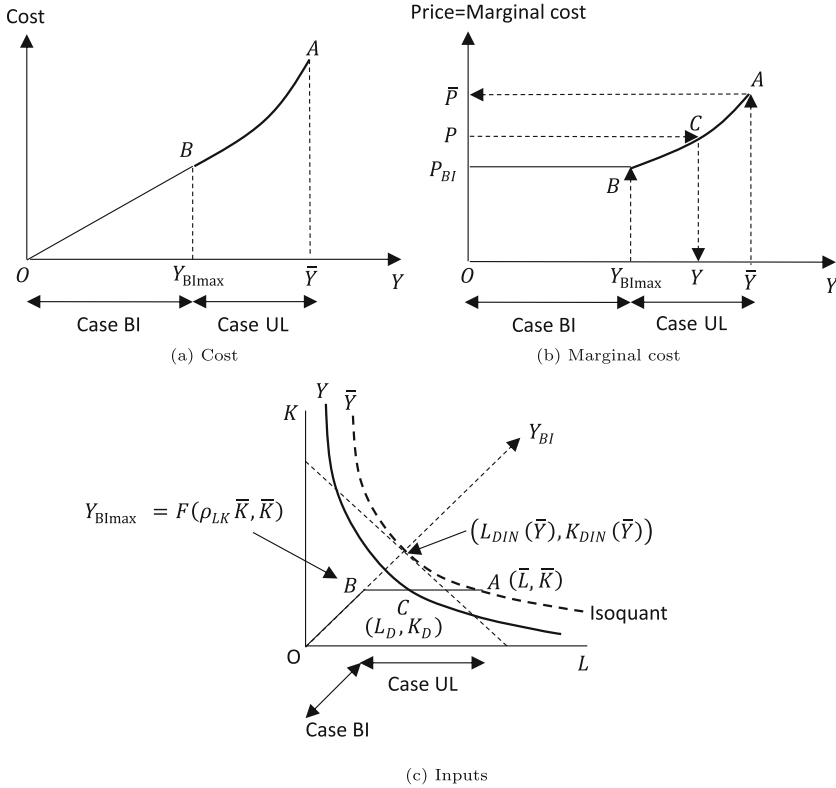 Cost
A
B
O
Y_BImax
Ȳ
Y
Case BI
Case UL
(a) Cost
Price=Marginal cost
P̄
A
C
P
P_BI
B
O
Y_BImax
Y
Ȳ
Y
Case BI
Case UL
(b) Marginal cost
K
Y
Ȳ
Y_BI
Y_BImax = F(ρ_LK K̄, K̄)
(L_DIN (Ȳ), K_DIN (Ȳ))
B
A (L̄, K̄)
C
(L_D, K_D)
Isoquant
O
L
Case UL
Case BI
(c) Inputs